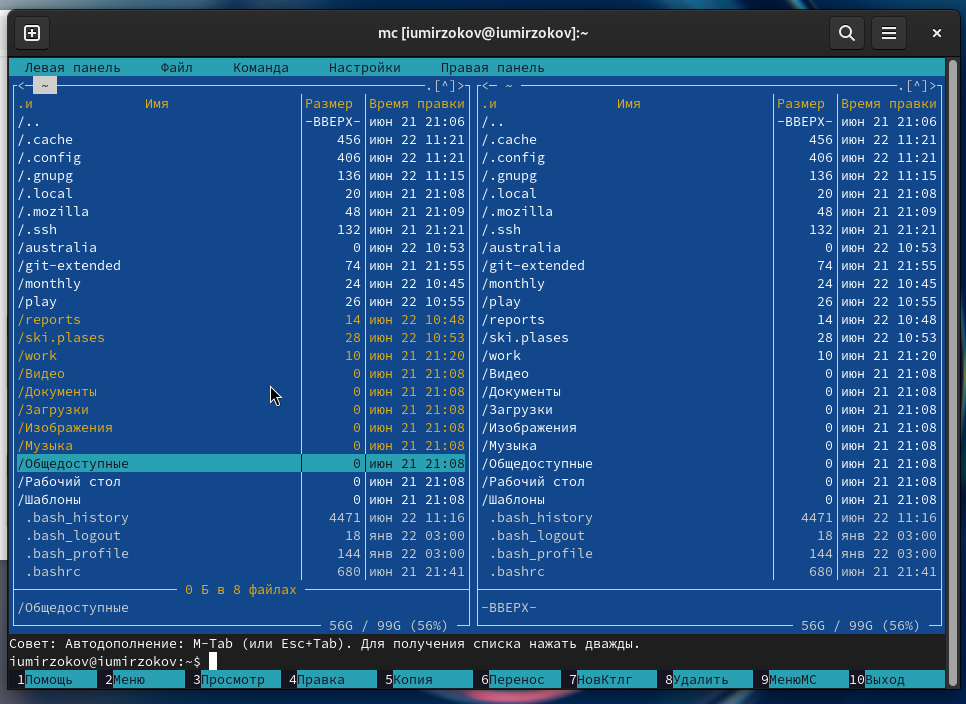 mc [iumirzokov@iumirzokov]:~
Левая панель Файл Команда Настройки Правая панель
<─ ~ ─.[^]> <─ ~ ─.[^]>
.и Имя Размер Время правки .и Имя Размер Время правки
/.. -ВВЕРХ- июн 21 21:06 /.. -ВВЕРХ- июн 21 21:06
/.cache 456 июн 22 11:21 /.cache 456 июн 22 11:21
/.config 406 июн 22 11:21 /.config 406 июн 22 11:21
/.gnupg 136 июн 22 11:15 /.gnupg 136 июн 22 11:15
/.local 20 июн 21 21:08 /.local 20 июн 21 21:08
/.mozilla 48 июн 21 21:09 /.mozilla 48 июн 21 21:09
/.ssh 132 июн 21 21:21 /.ssh 132 июн 21 21:21
/australia 0 июн 22 10:53 /australia 0 июн 22 10:53
/git-extended 74 июн 21 21:55 /git-extended 74 июн 21 21:55
/monthly 24 июн 22 10:45 /monthly 24 июн 22 10:45
/play 26 июн 22 10:55 /play 26 июн 22 10:55
/reports 14 июн 22 10:48 /reports 14 июн 22 10:48
/ski.plases 28 июн 22 10:53 /ski.plases 28 июн 22 10:53
/work 10 июн 21 21:20 /work 10 июн 21 21:20
/Видео 0 июн 21 21:08 /Видео 0 июн 21 21:08
/Документы 0 июн 21 21:08 /Документы 0 июн 21 21:08
/Загрузки 0 июн 21 21:08 /Загрузки 0 июн 21 21:08
/Изображения 0 июн 21 21:08 /Изображения 0 июн 21 21:08
/Музыка 0 июн 21 21:08 /Музыка 0 июн 21 21:08
/Общедоступные 0 июн 21 21:08 /Общедоступные 0 июн 21 21:08
/Рабочий стол 0 июн 21 21:08 /Рабочий стол 0 июн 21 21:08
/Шаблоны 0 июн 21 21:08 /Шаблоны 0 июн 21 21:08
.bash_history 4471 июн 22 11:16 .bash_history 4471 июн 22 11:16
.bash_logout 18 янв 22 03:00 .bash_logout 18 янв 22 03:00
.bash_profile 144 янв 22 03:00 .bash_profile 144 янв 22 03:00
.bashrc 680 июн 21 21:41 .bashrc 680 июн 21 21:41
0 Б в 8 файлах
/Общедоступные -ВВЕРХ-
56G / 99G (56%) 56G / 99G (56%)
Совет: Автодополнение: M-Tab (или Esc+Tab). Для получения списка нажать дважды.
iumirzokov@iumirzokov:~$
1Помощь 2Меню 3Просмотр 4Правка 5Копия 6Перенос 7НовКтлг 8Удалить 9МенюMC 10Выход